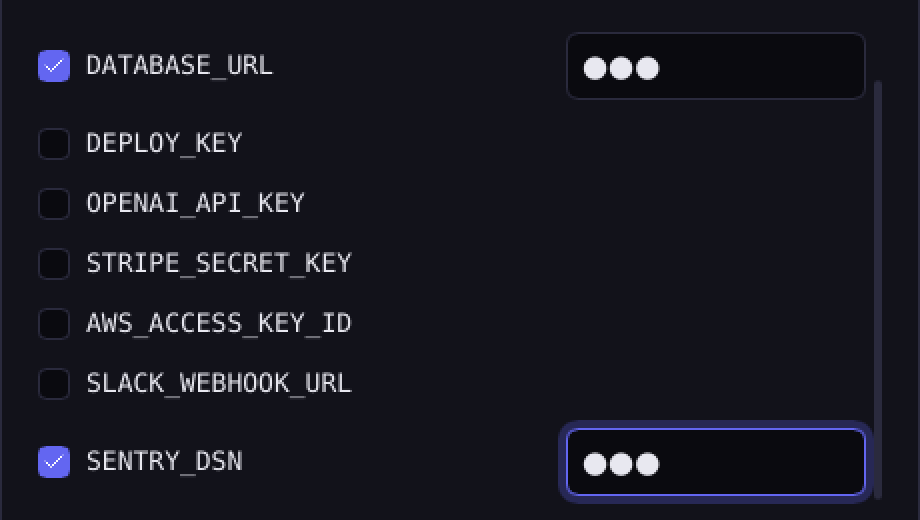 DATABASE_URL ●●●
DEPLOY_KEY
OPENAI_API_KEY
STRIPE_SECRET_KEY
AWS_ACCESS_KEY_ID
SLACK_WEBHOOK_URL
SENTRY_DSN ●●●